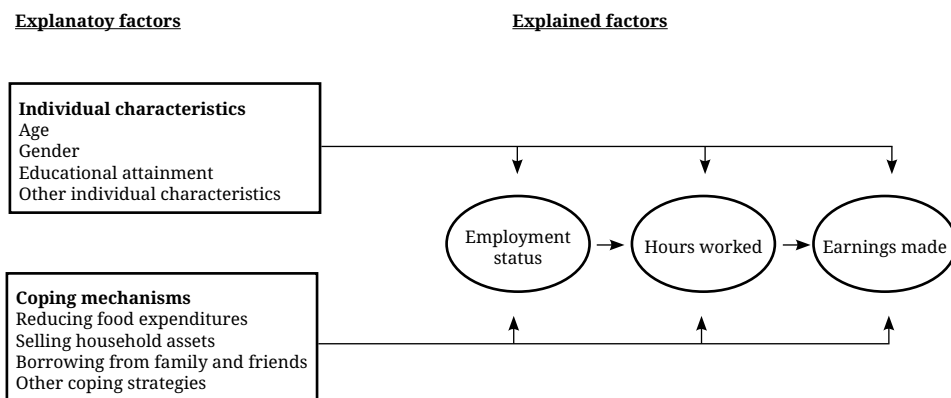 Explanatoy factors
Explained factors
Individual characteristics
Age
Gender
Educational attainment
Other individual characteristics
Employment
status
Hours worked
Earnings made
Coping mechanisms
Reducing food expenditures
Selling household assets
Borrowing from family and friends
Other coping strategies